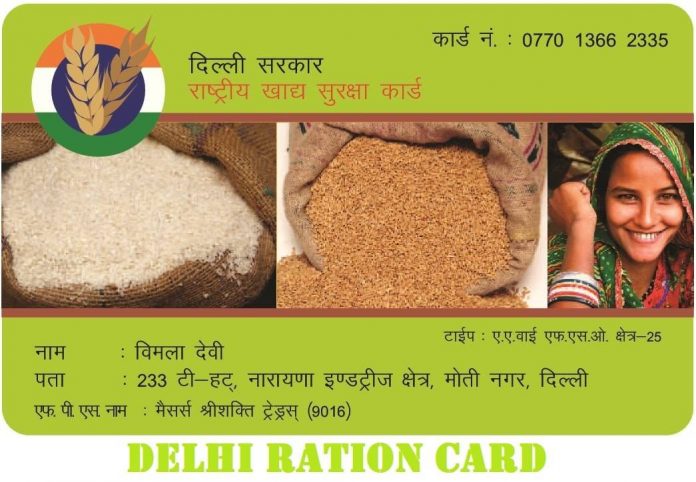 कार्ड नं. : 0770 1366 2335
दिल्ली सरकार
राष्ट्रीय खाद्य सुरक्षा कार्ड
टाईप : ए.ए.वाई एफ.एस.ओ. क्षेत्र–25
नाम : विमला देवी
पता : 233 टी–हट्, नारायणा इण्डट्रीज क्षेत्र, मोती नगर, दिल्ली
एफ. पी. एस. नाम : मैसर्स श्रीशक्ति ट्रेड्र्स् (9016)
DELHI RATION CARD